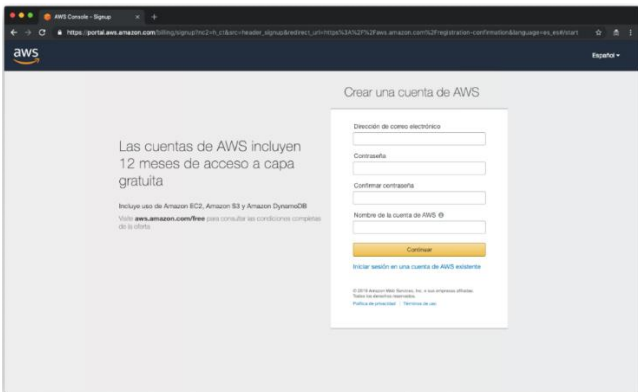 AWS Console - Signup
https://portal.aws.amazon.com/billing/signup?nc2=h_ct&src=header_signup&redirect_url=https%3A%2F%2Faws.amazon.com%2Fregistration-confirmation&language=es_es#/start
aws
Español
Crear una cuenta de AWS
Las cuentas de AWS incluyen
12 meses de acceso a capa
gratuita
Incluye uso de Amazon EC2, Amazon S3 y Amazon DynamoDB
Visite aws.amazon.com/free para consultar las condiciones completas
de la oferta
Dirección de correo electrónico
Contraseña
Confirmar contraseña
Nombre de la cuenta de AWS
Continuar
Iniciar sesión en una cuenta de AWS existente
© 2019 Amazon Web Services, Inc. o sus empresas afiliadas.
Todos los derechos reservados.
Política de privacidad | Términos de uso